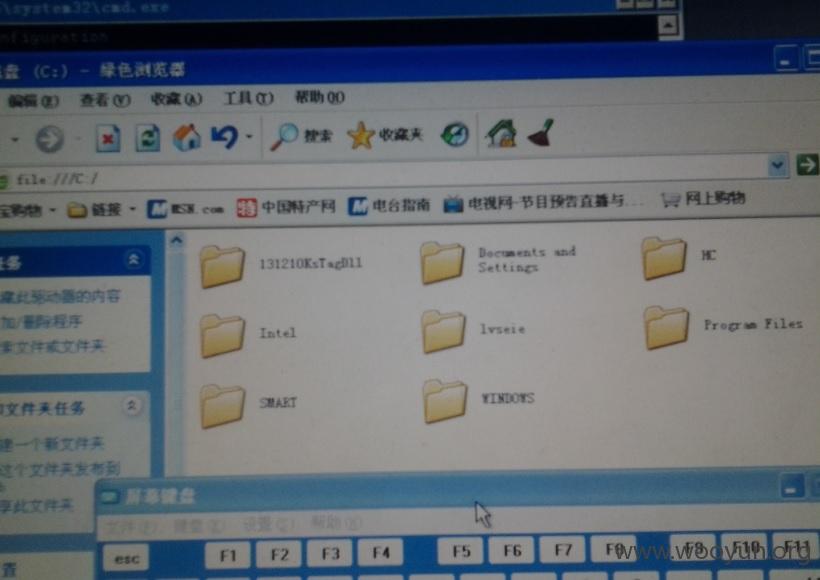 \system32\cmd.exe
nfiguration
盘 (C:) - 绿色浏览器
编辑(E) 查看(V) 收藏(A) 工具(T) 帮助(H)
搜索 收藏夹
file:///C:/
宝购物 链接 MSN.com 中国特产网 电台指南 电视网-节目预告直播与... 网上购物
任务
藏此驱动器的内容
加/删除程序
索文件或文件夹
131210KsTagDll
Documents and
Settings
MC
Intel
lvseie
Program Files
SMART
WINDOWS
文件夹任务
建一个新文件夹
这个文件夹发布到
享此文件夹
置
屏幕键盘
文件(F) 键盘(K) 设置(S) 帮助(H)
esc F1 F2 F3 F4 F5 F6 F7 F8 F9 F10 F11
www.wooyun.org